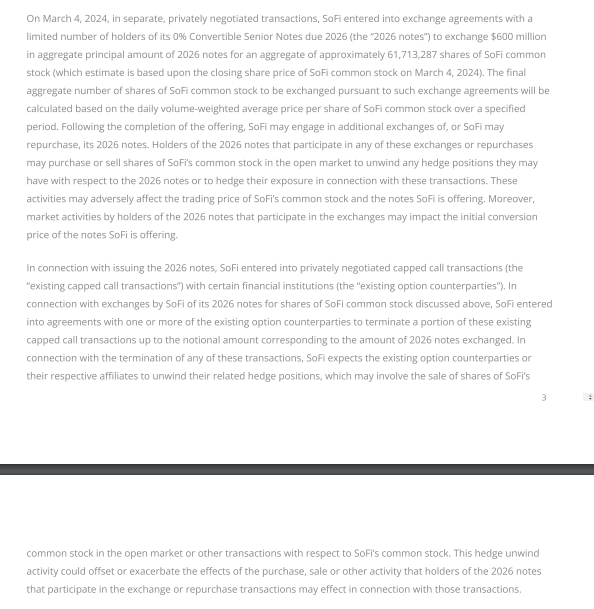 On March 4, 2024, in separate, privately negotiated transactions, SoFi entered into exchange agreements with a
limited number of holders of its 0% Convertible Senior Notes due 2026 (the “2026 notes”) to exchange $600 million
in aggregate principal amount of 2026 notes for an aggregate of approximately 61,713,287 shares of SoFi common
stock (which estimate is based upon the closing share price of SoFi common stock on March 4, 2024). The final
aggregate number of shares of SoFi common stock to be exchanged pursuant to such exchange agreements will be
calculated based on the daily volume-weighted average price per share of SoFi common stock over a specified
period. Following the completion of the offering, SoFi may engage in additional exchanges of, or SoFi may
repurchase, its 2026 notes. Holders of the 2026 notes that participate in any of these exchanges or repurchases
may purchase or sell shares of SoFi’s common stock in the open market to unwind any hedge positions they may
have with respect to the 2026 notes or to hedge their exposure in connection with these transactions. These
activities may adversely affect the trading price of SoFi’s common stock and the notes SoFi is offering. Moreover,
market activities by holders of the 2026 notes that participate in the exchanges may impact the initial conversion
price of the notes SoFi is offering.
In connection with issuing the 2026 notes, SoFi entered into privately negotiated capped call transactions (the
“existing capped call transactions”) with certain financial institutions (the “existing option counterparties”). In
connection with exchanges by SoFi of its 2026 notes for shares of SoFi common stock discussed above, SoFi entered
into agreements with one or more of the existing option counterparties to terminate a portion of these existing
capped call transactions up to the notional amount corresponding to the amount of 2026 notes exchanged. In
connection with the termination of any of these transactions, SoFi expects the existing option counterparties or
their respective affiliates to unwind their related hedge positions, which may involve the sale of shares of SoFi’s
3
common stock in the open market or other transactions with respect to SoFi’s common stock. This hedge unwind
activity could offset or exacerbate the effects of the purchase, sale or other activity that holders of the 2026 notes
that participate in the exchange or repurchase transactions may effect in connection with those transactions.